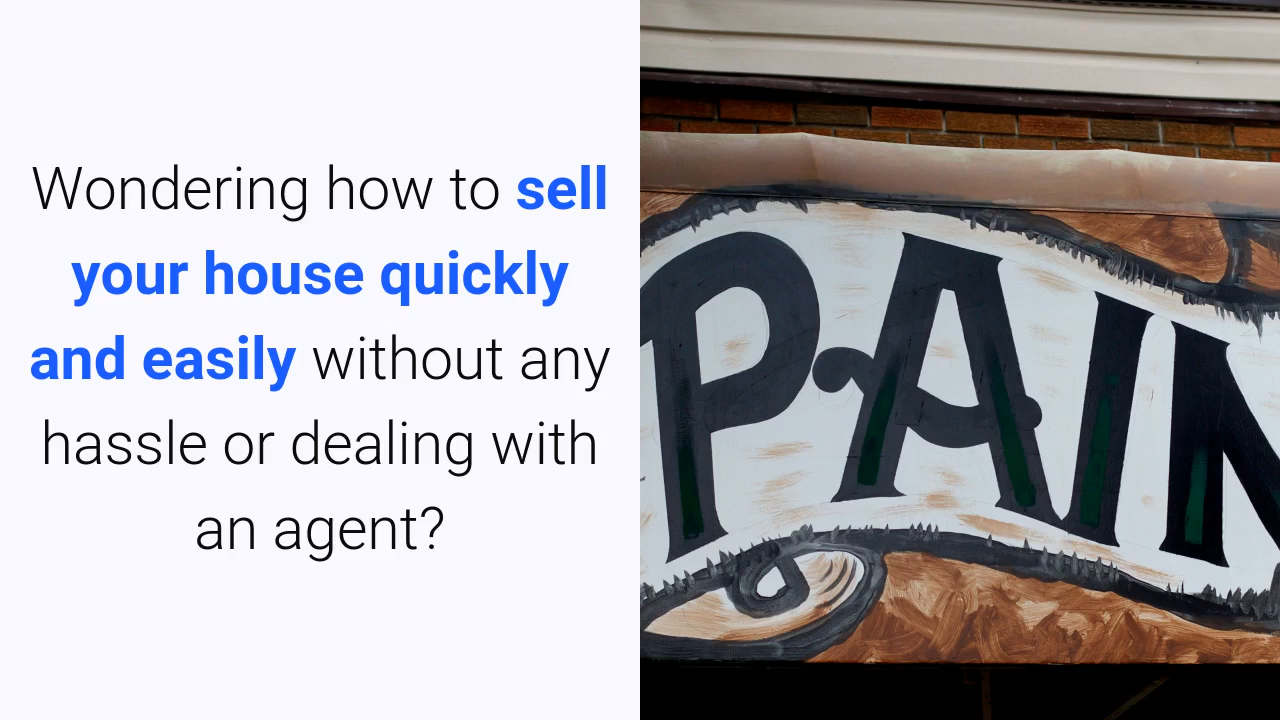 Wondering how to sell
your house quickly
and easily without any
hassle or dealing with
an agent?
PAIN